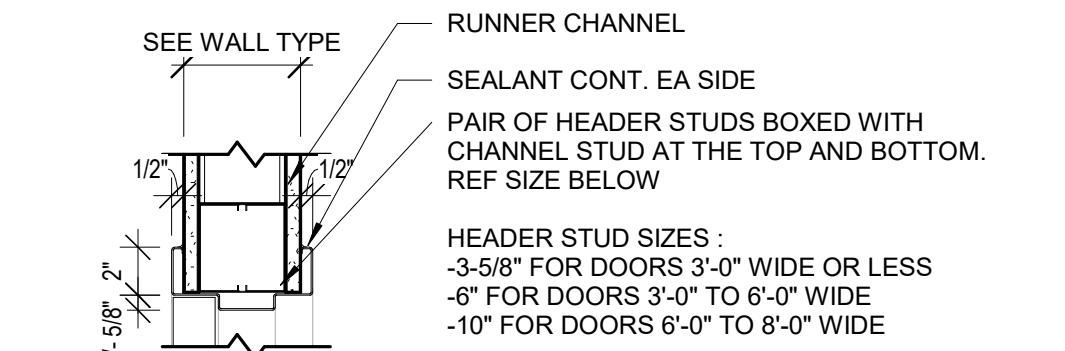 SEE WALL TYPE
RUNNER CHANNEL
SEALANT CONT. EA SIDE
PAIR OF HEADER STUDS BOXED WITH
CHANNEL STUD AT THE TOP AND BOTTOM.
REF SIZE BELOW
1/2"
1/2"
HEADER STUD SIZES :
-3-5/8" FOR DOORS 3'-0" WIDE OR LESS
-6" FOR DOORS 3'-0" TO 6'-0" WIDE
-10" FOR DOORS 6'-0" TO 8'-0" WIDE
2"
5/8"